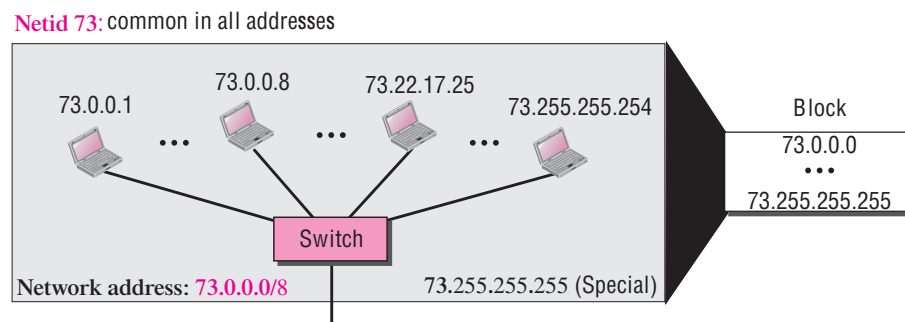 Netid 73: common in all addresses
73.0.0.1
73.0.0.8
73.22.17.25
73.255.255.254
Switch
Network address: 73.0.0.0/8
73.255.255.255 (Special)
Block
73.0.0.0
73.255.255.255